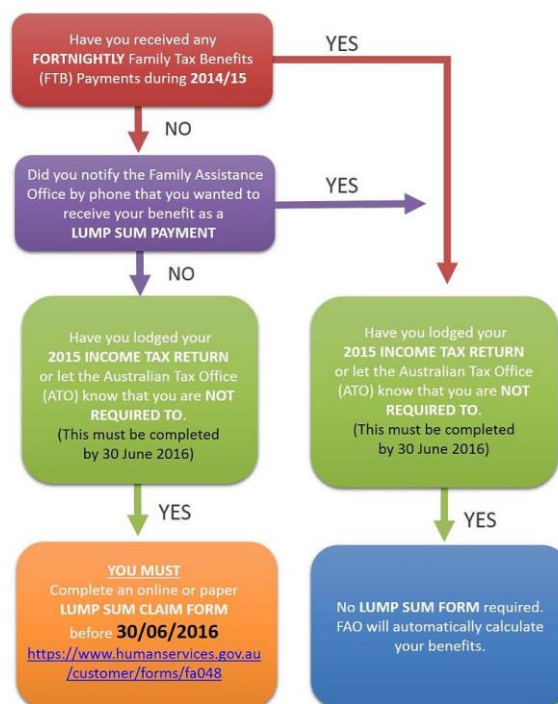 Have you received any
FORTNIGHTLY Family Tax Benefits
(FTB) Payments during 2014/15
YES
NO
Did you notify the Family Assistance
Office by phone that you wanted to
receive your benefit as a
LUMP SUM PAYMENT
YES
NO
Have you lodged your
2015 INCOME TAX RETURN
or let the Australian Tax Office
(ATO) know that you are NOT
REQUIRED TO.
(This must be completed
by 30 June 2016)
YES
Have you lodged your
2015 INCOME TAX RETURN
or let the Australian Tax Office
(ATO) know that you are NOT
REQUIRED TO.
(This must be completed
by 30 June 2016)
YES
YOU MUST
Complete an online or paper
LUMP SUM CLAIM FORM
before 30/06/2016
https://www.humanservices.gov.au
/customer/forms/fa048
No LUMP SUM FORM required.
FAO will automatically calculate
your benefits.